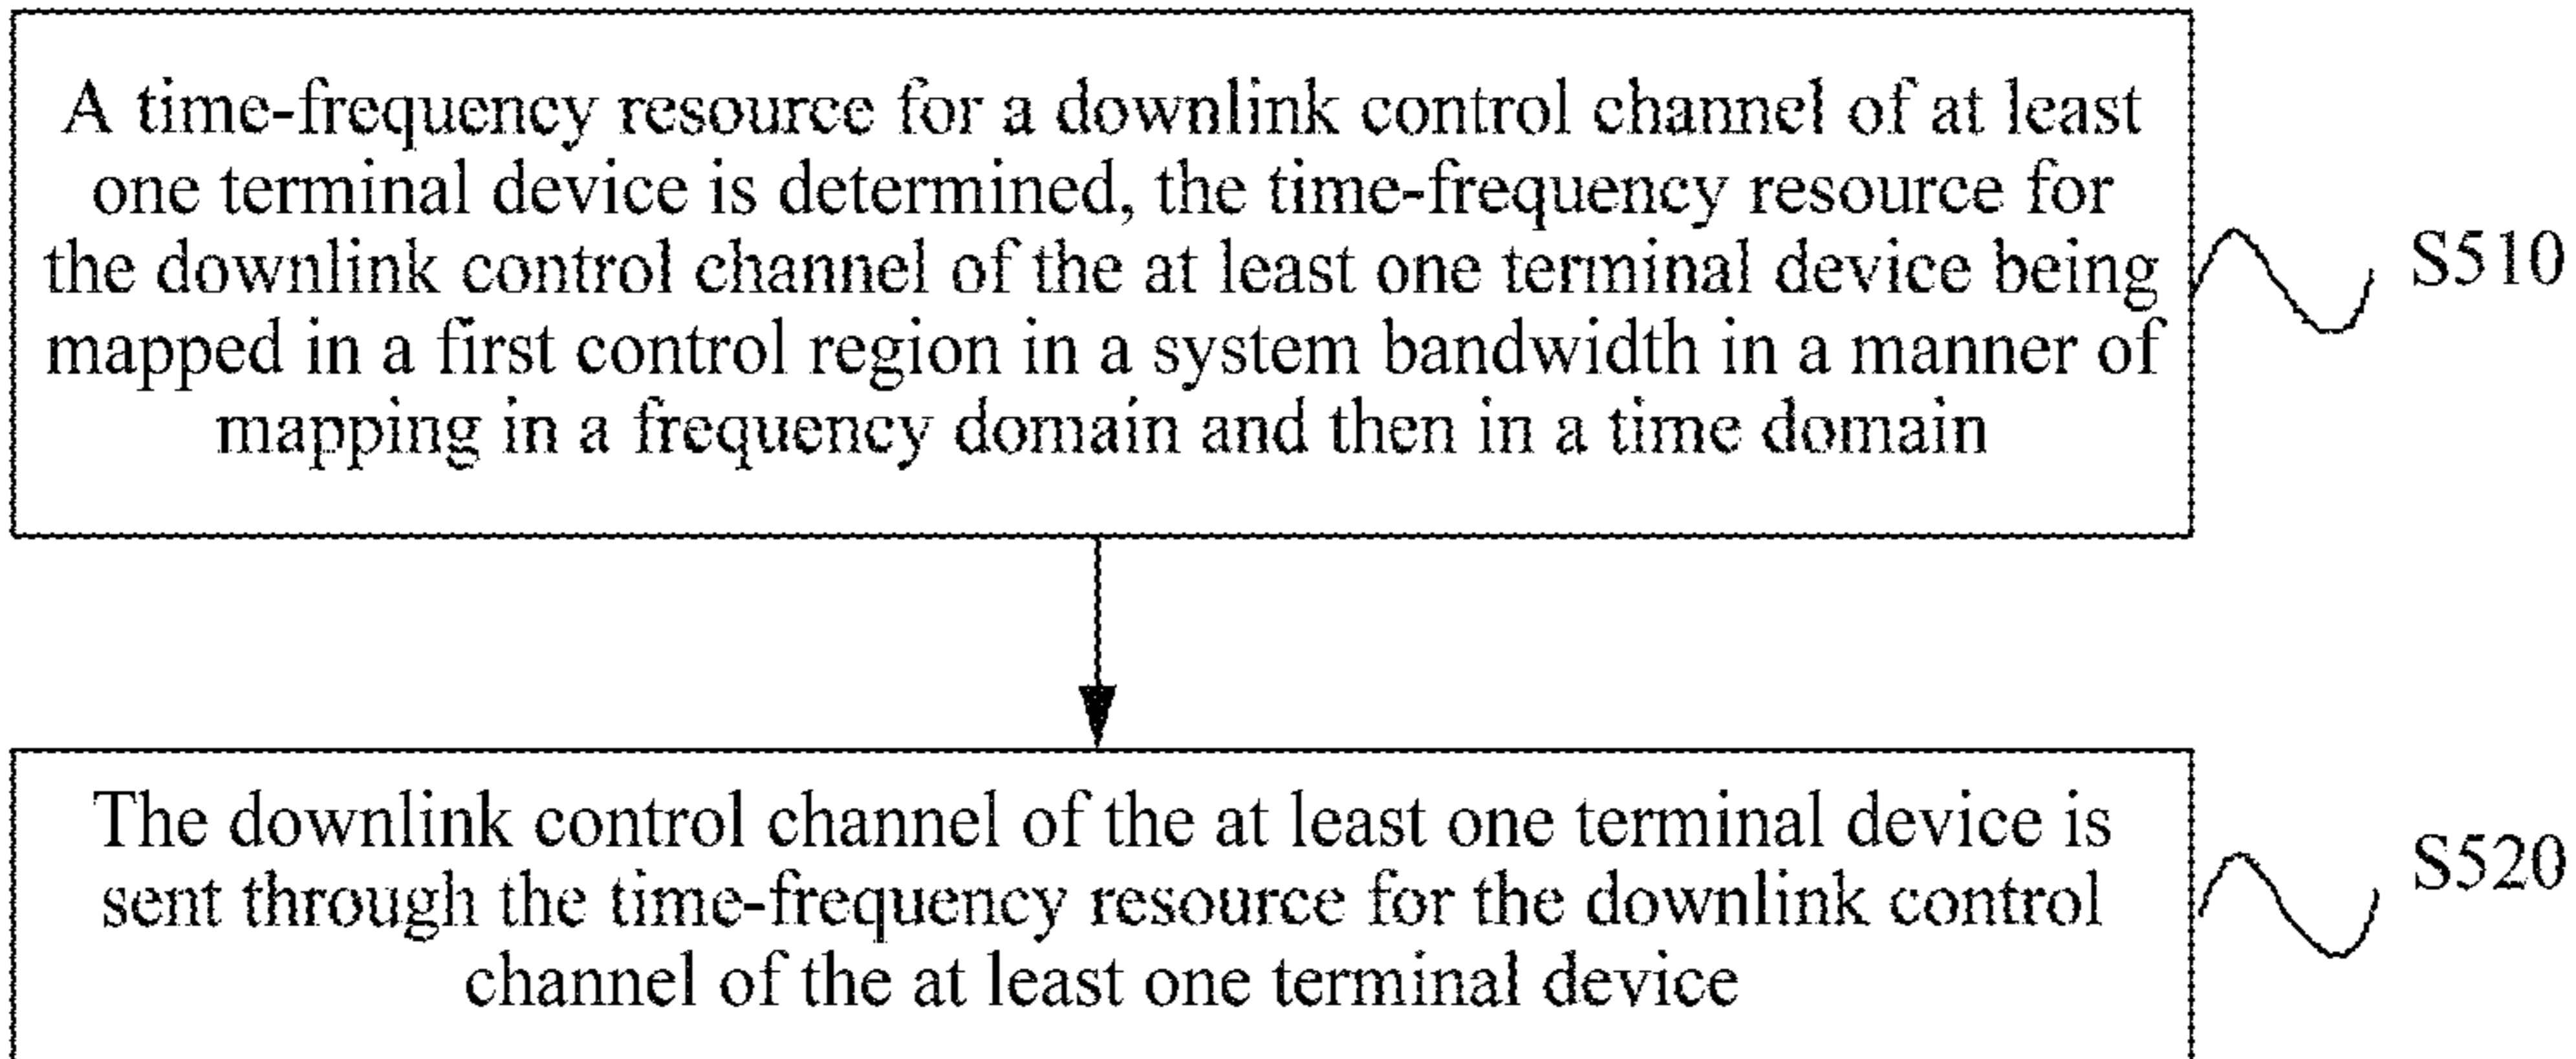 A time-frequency resource for a downlink control channel of at least
one terminal device is determined, the time-frequency resource for
the downlink control channel of the at least one terminal device being
mapped in a first control region in a system bandwidth in a manner of
mapping in a frequency domain and then in a time domain
S510
The downlink control channel of the at least one terminal device is
sent through the time-frequency resource for the downlink control
channel of the at least one terminal device
S520